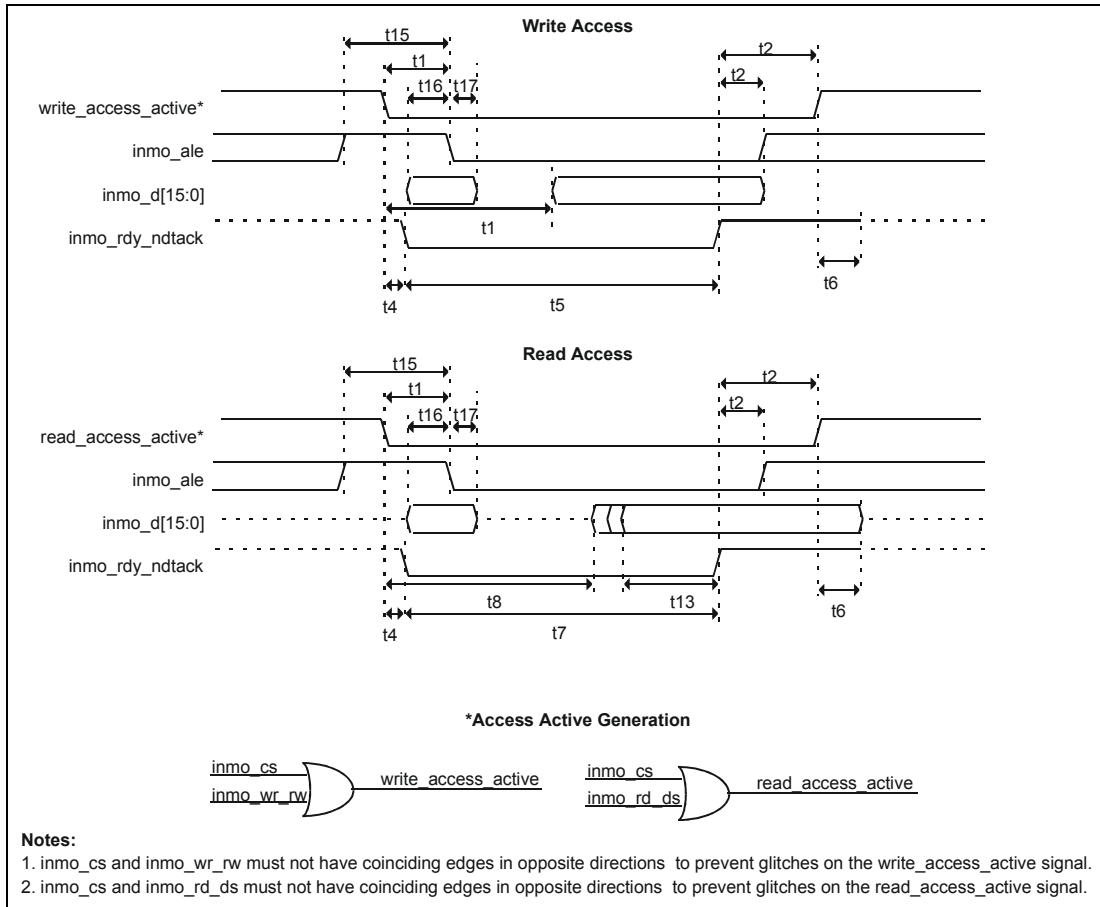 Write Access
t15
t2
t1
t2
t16 t17
write_access_active*
inmo_ale
inmo_d[15:0]
t1
inmo_rdy_ndtack
t6
t4
t5
Read Access
t15
t2
t1
t2
t16 t17
read_access_active*
inmo_ale
inmo_d[15:0]
inmo_rdy_ndtack
t8
t13
t6
t4
t7
*Access Active Generation
inmo_cs
write_access_active
inmo_wr_rw
inmo_cs
read_access_active
inmo_rd_ds
Notes:
1. inmo_cs and inmo_wr_rw must not have coinciding edges in opposite directions to prevent glitches on the write_access_active signal.
2. inmo_cs and inmo_rd_ds must not have coinciding edges in opposite directions to prevent glitches on the read_access_active signal.